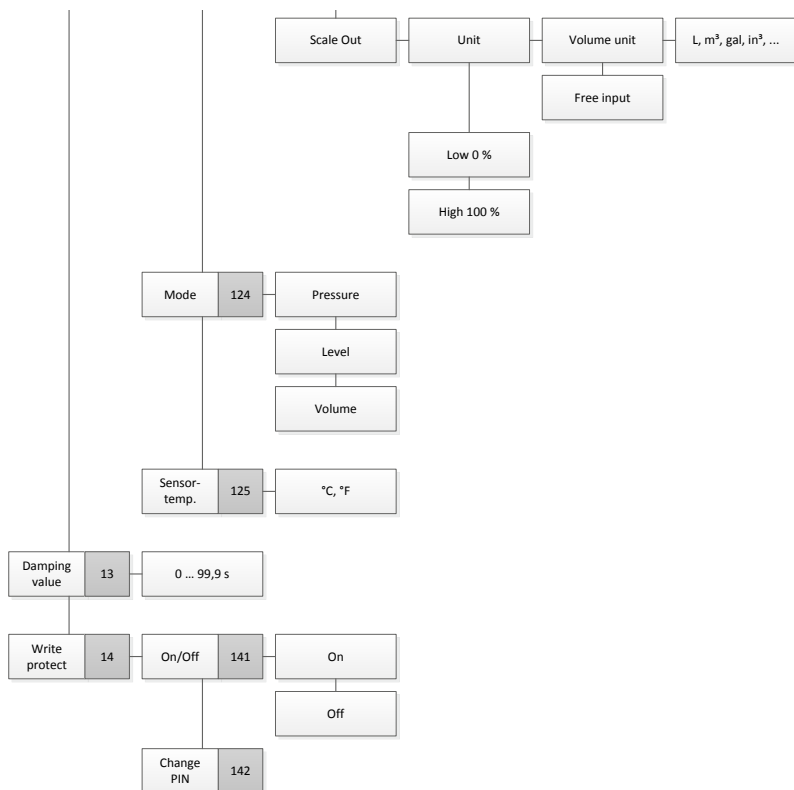 Scale Out
Unit
Volume unit
L, m³, gal, in³, ...
Free input
Low 0 %
High 100 %
Mode
124
Pressure
Level
Volume
Sensor-
temp.
125
°C, °F
Damping
value
13
0 ... 99,9 s
Write
protect
14
On/Off
141
On
Off
Change
PIN
142